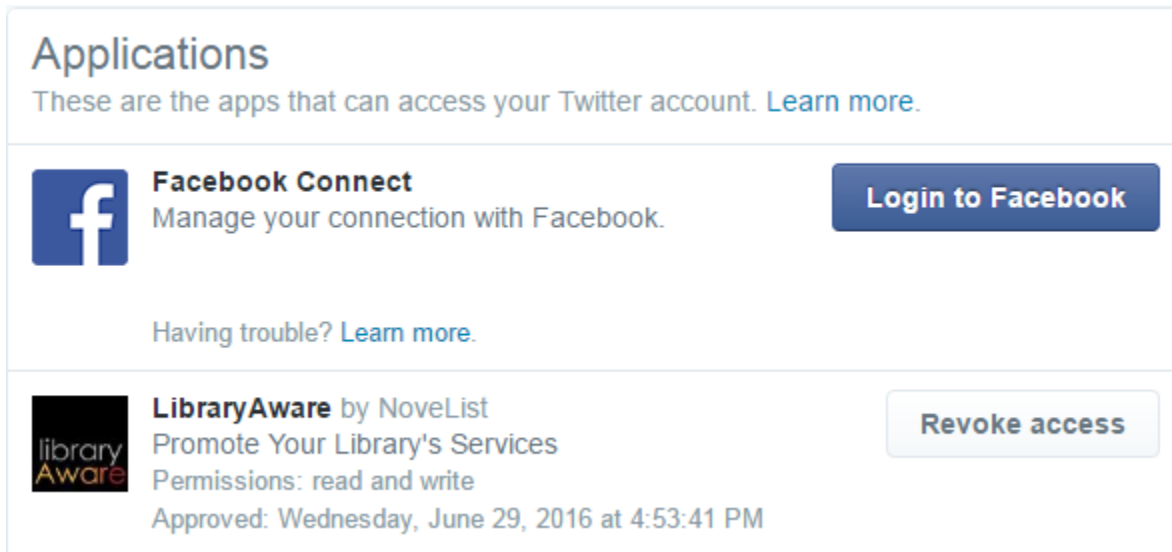 Applications
These are the apps that can access your Twitter account. Learn more.
Facebook Connect
Manage your connection with Facebook.
Login to Facebook
Having trouble? Learn more.
library
Aware
LibraryAware by NoveList
Promote Your Library's Services
Permissions: read and write
Approved: Wednesday, June 29, 2016 at 4:53:41 PM
Revoke access